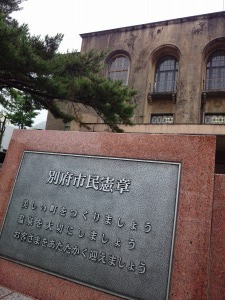 別府市民憲章
美しい町をつくりましょう
温泉を大切にしましょう
お客さまをあたたかく迎えましょう